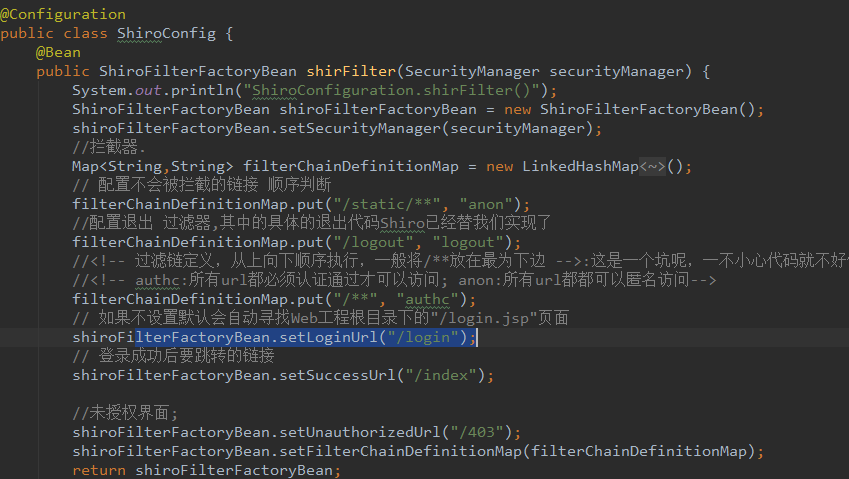 @Configuration
public class ShiroConfig {
@Bean
public ShiroFilterFactoryBean shirFilter(SecurityManager securityManager) {
System.out.println("ShiroConfiguration.shirFilter()");
ShiroFilterFactoryBean shiroFilterFactoryBean = new ShiroFilterFactoryBean();
shiroFilterFactoryBean.setSecurityManager(securityManager);
//拦截器.
Map<String,String> filterChainDefinitionMap = new LinkedHashMap<~>();
// 配置不会被拦截的链接 顺序判断
filterChainDefinitionMap.put("/static/**", "anon");
//配置退出 过滤器,其中的具体的退出代码Shiro已经替我们实现了
filterChainDefinitionMap.put("/logout", "logout");
//<!-- 过滤链定义，从上向下顺序执行，一般将/**放在最为下边 -->:这是一个坑呢，一不小心代码就不好
//<!-- authc:所有url都必须认证通过才可以访问; anon:所有url都都可以匿名访问-->
filterChainDefinitionMap.put("/**", "authc");
// 如果不设置默认会自动寻找Web工程根目录下的"/login.jsp"页面
shiroFilterFactoryBean.setLoginUrl("/login");
// 登录成功后要跳转的链接
shiroFilterFactoryBean.setSuccessUrl("/index");
//未授权界面;
shiroFilterFactoryBean.setUnauthorizedUrl("/403");
shiroFilterFactoryBean.setFilterChainDefinitionMap(filterChainDefinitionMap);
return shiroFilterFactoryBean;